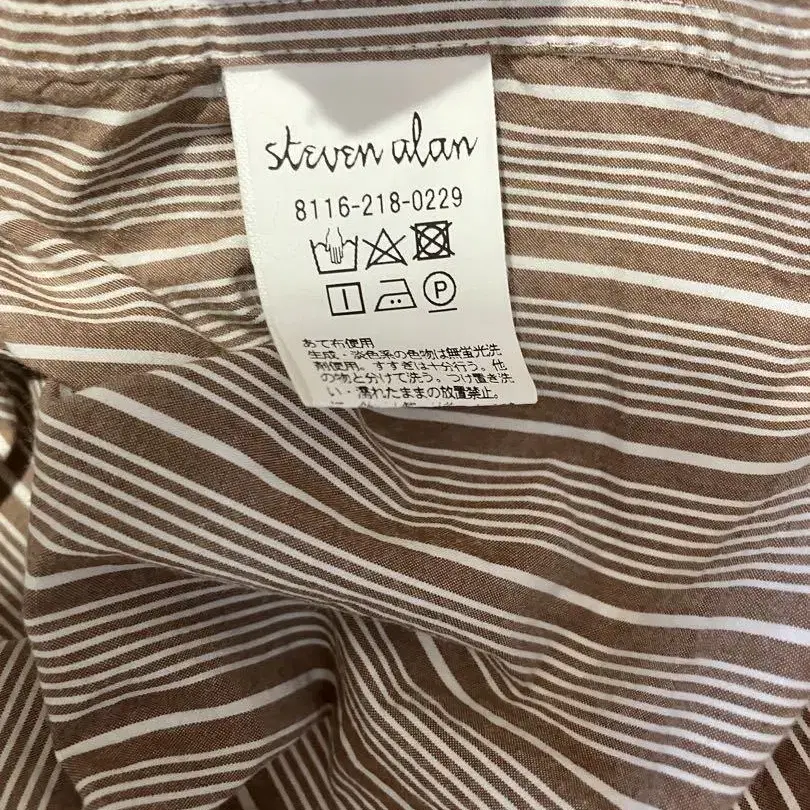 steven alan
8116-218-0229
P
あて布使用
生成・淡色系の色物は無蛍光洗
剤使用。すすぎは十分行う。他
の物と分けて洗う。つけ置き洗
い・濡れたままの放置禁止。